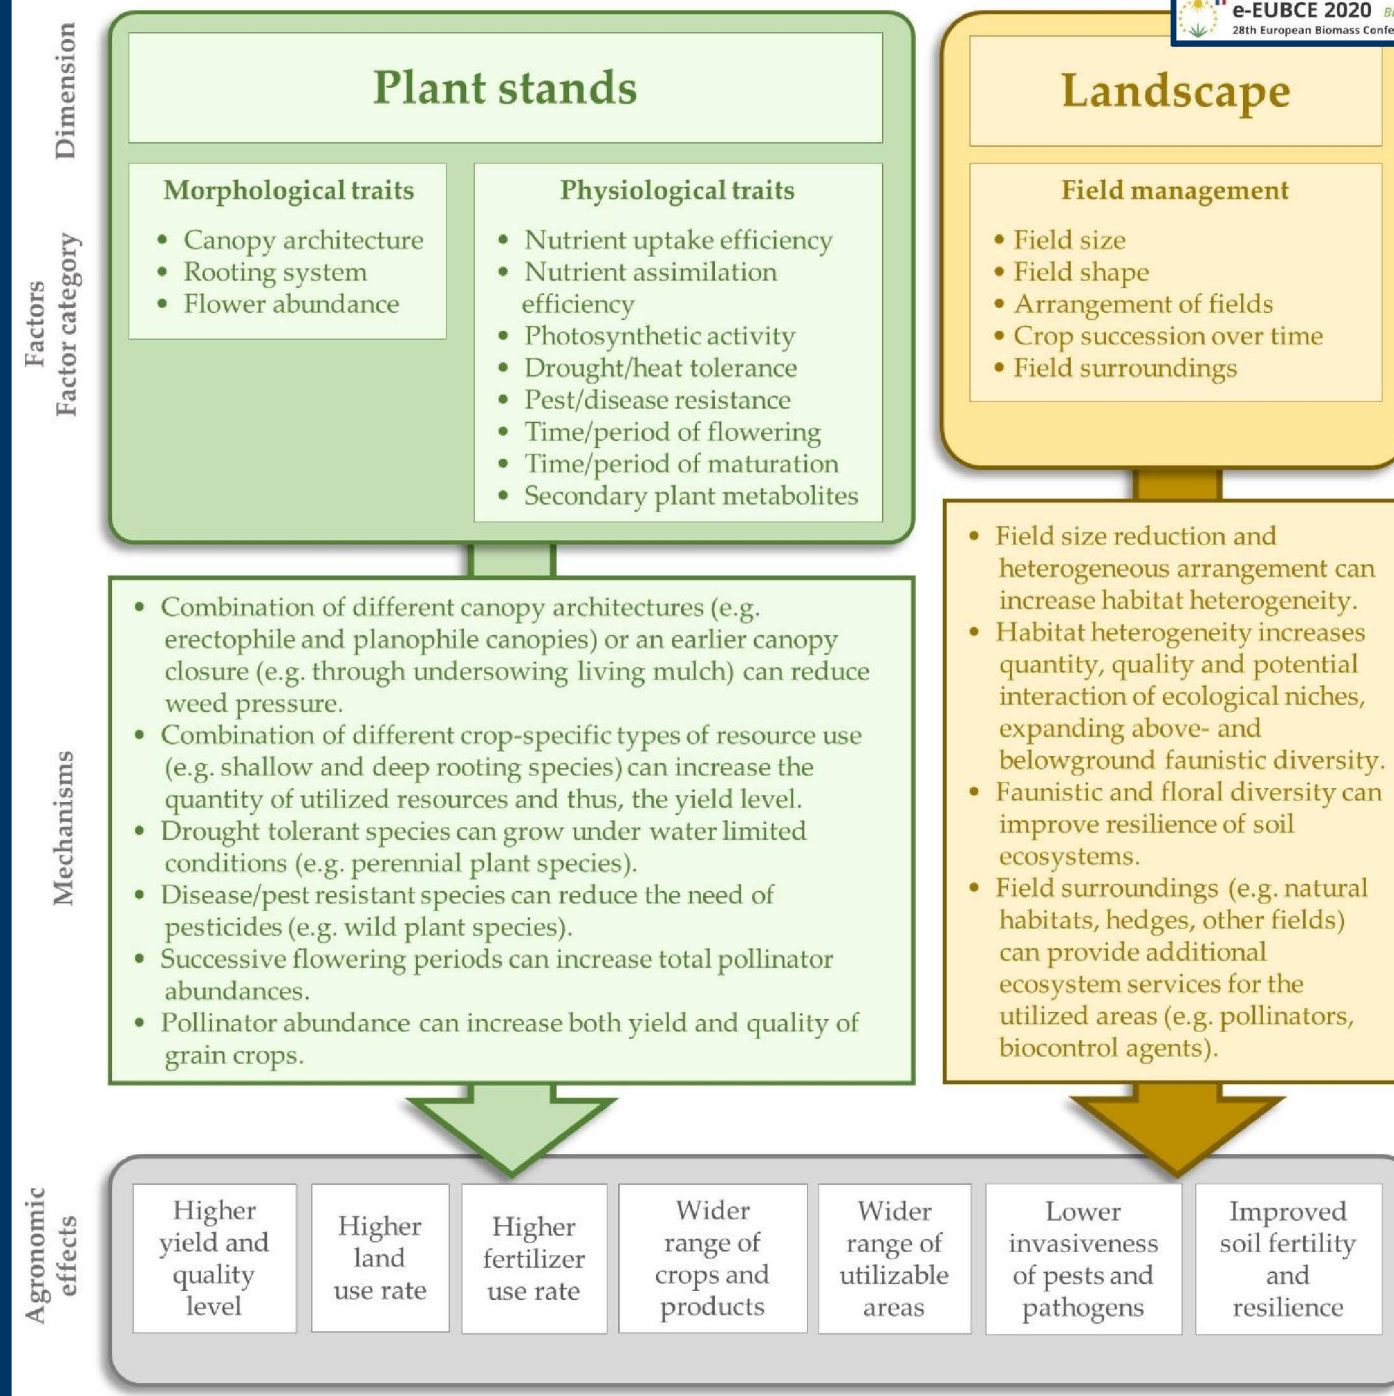 e-EUBCE 2020
28th European Biomass Confe
Dimension
Plant stands
Landscape
Factors
Factor category
Morphological traits
• Canopy architecture
• Rooting system
• Flower abundance
Physiological traits
• Nutrient uptake efficiency
• Nutrient assimilation
efficiency
• Photosynthetic activity
• Drought/heat tolerance
• Pest/disease resistance
• Time/period of flowering
• Time/period of maturation
• Secondary plant metabolites
Field management
• Field size
• Field shape
• Arrangement of fields
• Crop succession over time
• Field surroundings
Mechanisms
• Combination of different canopy architectures (e.g.
erectophile and planophile canopies) or an earlier canopy
closure (e.g. through undersowing living mulch) can reduce
weed pressure.
• Combination of different crop-specific types of resource use
(e.g. shallow and deep rooting species) can increase the
quantity of utilized resources and thus, the yield level.
• Drought tolerant species can grow under water limited
conditions (e.g. perennial plant species).
• Disease/pest resistant species can reduce the need of
pesticides (e.g. wild plant species).
• Successive flowering periods can increase total pollinator
abundances.
• Pollinator abundance can increase both yield and quality of
grain crops.
• Field size reduction and
heterogeneous arrangement can
increase habitat heterogeneity.
• Habitat heterogeneity increases
quantity, quality and potential
interaction of ecological niches,
expanding above- and
belowground faunistic diversity.
• Faunistic and floral diversity can
improve resilience of soil
ecosystems.
• Field surroundings (e.g. natural
habitats, hedges, other fields)
can provide additional
ecosystem services for the
utilized areas (e.g. pollinators,
biocontrol agents).
Agronomic
effects
Higher
yield and
quality
level
Higher
land
use rate
Higher
fertilizer
use rate
Wider
range of
crops and
products
Wider
range of
utilizable
areas
Lower
invasiveness
of pests and
pathogens
Improved
soil fertility
and
resilience